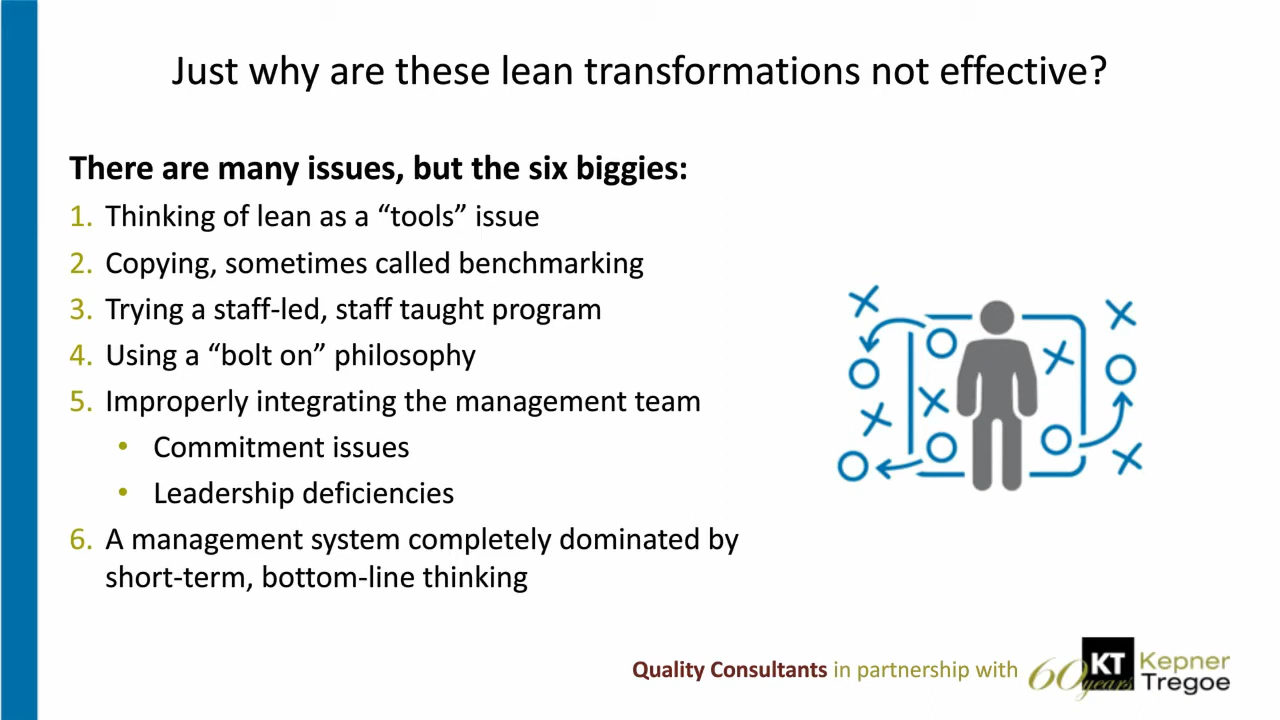 Just why are these lean transformations not effective?
There are many issues, but the six biggies:
1. Thinking of lean as a “tools” issue
2. Copying, sometimes called benchmarking
3. Trying a staff-led, staff taught program
4. Using a “bolt on” philosophy
5. Improperly integrating the management team
• Commitment issues
• Leadership deficiencies
6. A management system completely dominated by
short-term, bottom-line thinking
Quality Consultants in partnership with
60 years
KT
Kepner
Tregoe